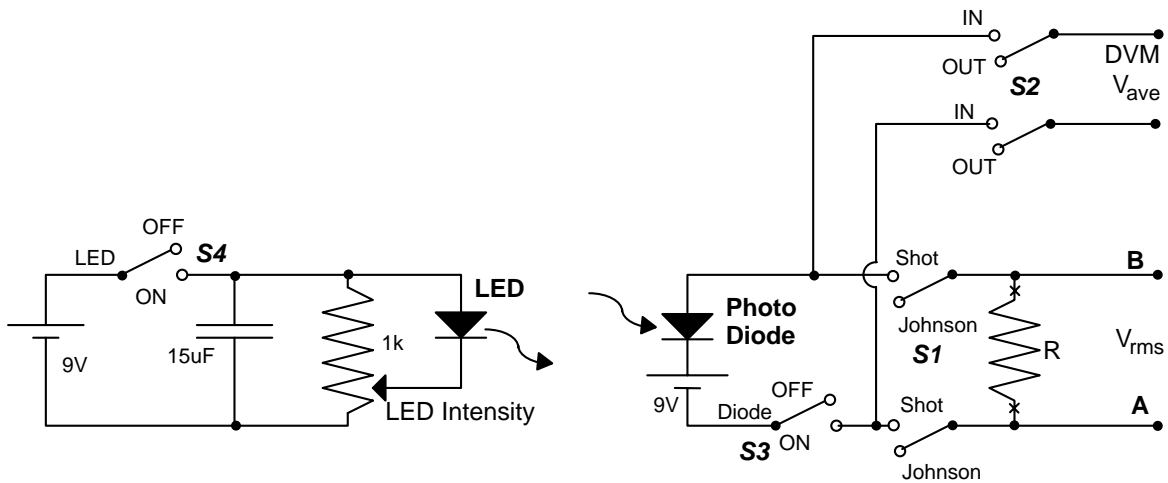 IN
DVM
OUT
S2
V_ave
IN
OUT
OFF
LED
S4
ON
LED
9V
15uF
1k
LED Intensity
Shot
B
Photo
Diode
Johnson
S1
R
V_rms
9V
OFF
Diode
S3
ON
Shot
A
Johnson